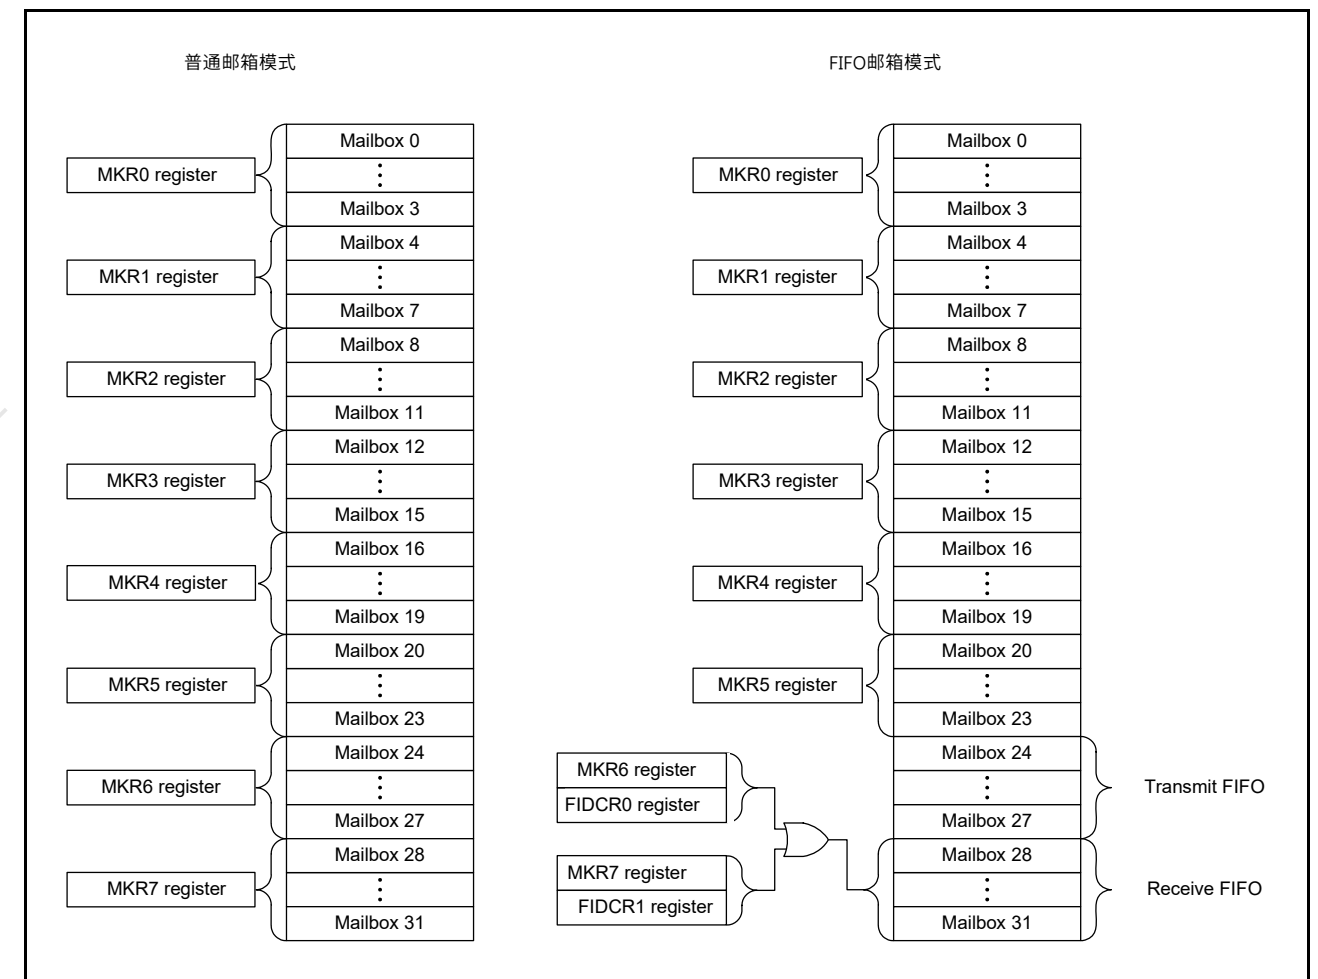 普通邮箱模式
Mailbox 0
MKR0 register
Mailbox 3
Mailbox 4
MKR1 register
Mailbox 7
Mailbox 8
MKR2 register
Mailbox 11
Mailbox 12
MKR3 register
Mailbox 15
Mailbox 16
MKR4 register
Mailbox 19
Mailbox 20
MKR5 register
Mailbox 23
Mailbox 24
MKR6 register
Mailbox 27
Mailbox 28
MKR7 register
Mailbox 31
FIFO邮箱模式
Mailbox 0
MKR0 register
Mailbox 3
Mailbox 4
MKR1 register
Mailbox 7
Mailbox 8
MKR2 register
Mailbox 11
Mailbox 12
MKR3 register
Mailbox 15
Mailbox 16
MKR4 register
Mailbox 19
Mailbox 20
MKR5 register
Mailbox 23
Mailbox 24
MKR6 register
Transmit FIFO
FIDCR0 register
Mailbox 27
Mailbox 28
MKR7 register
Receive FIFO
FIDCR1 register
Mailbox 31